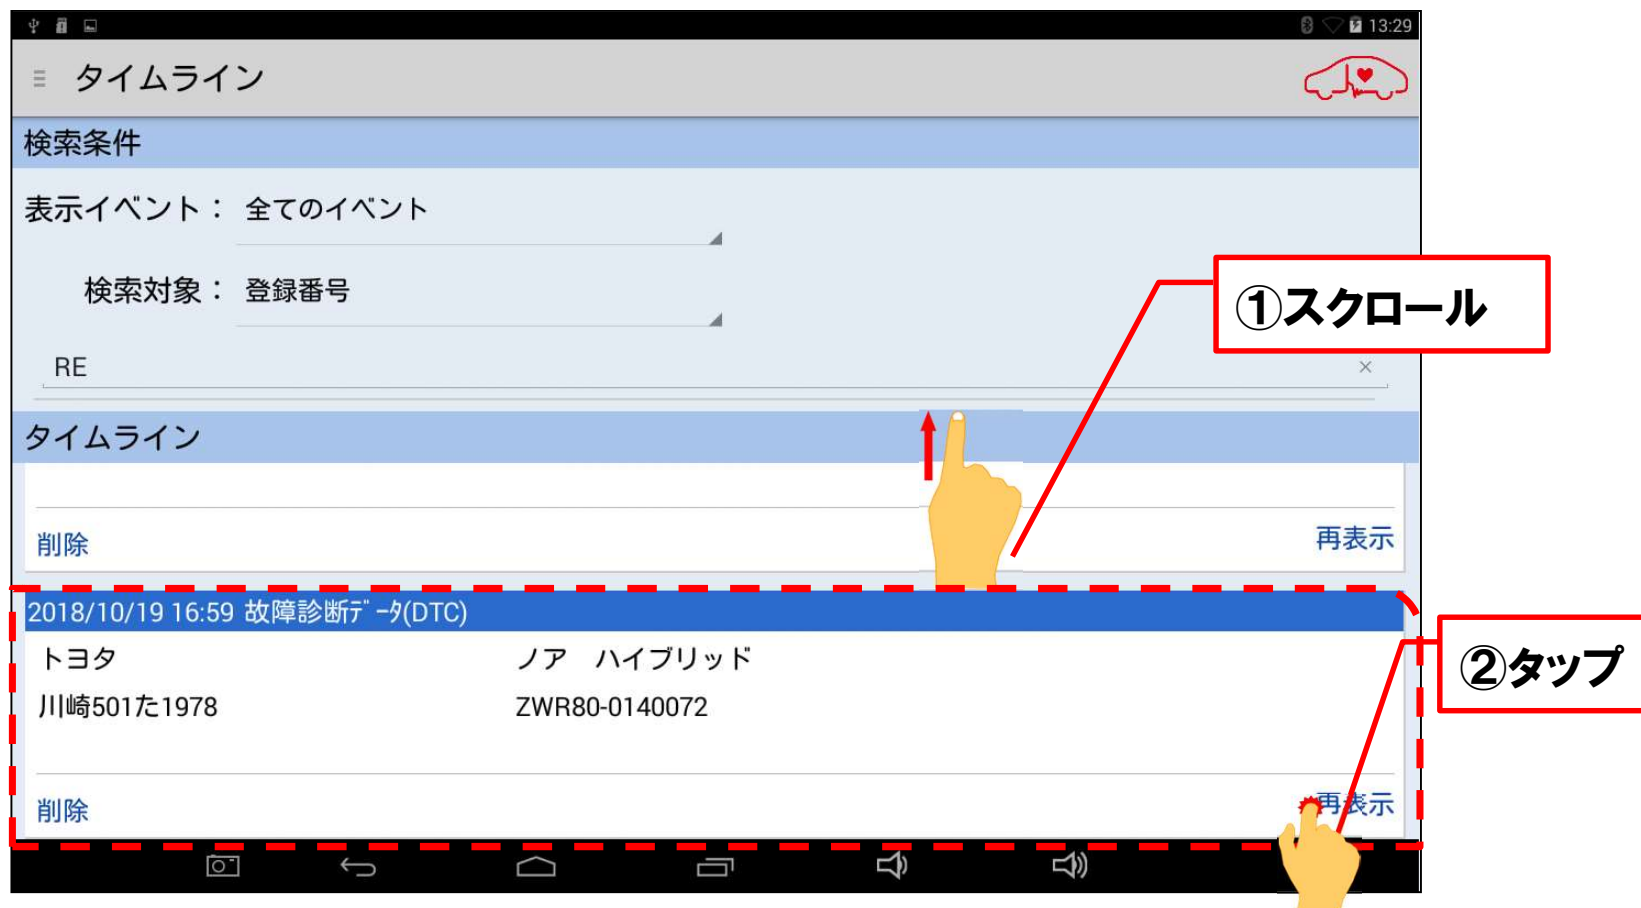 13:29
タイムライン
検索条件
表示イベント： 全てのイベント
検索対象： 登録番号
①スクロール
RE ×
タイムライン
削除 再表示
2018/10/19 16:59 故障診断ﾃﾞｰﾀ(DTC)
トヨタ ノア　ハイブリッド
②タップ
川崎501た1978 ZWR80-0140072
削除 再表示